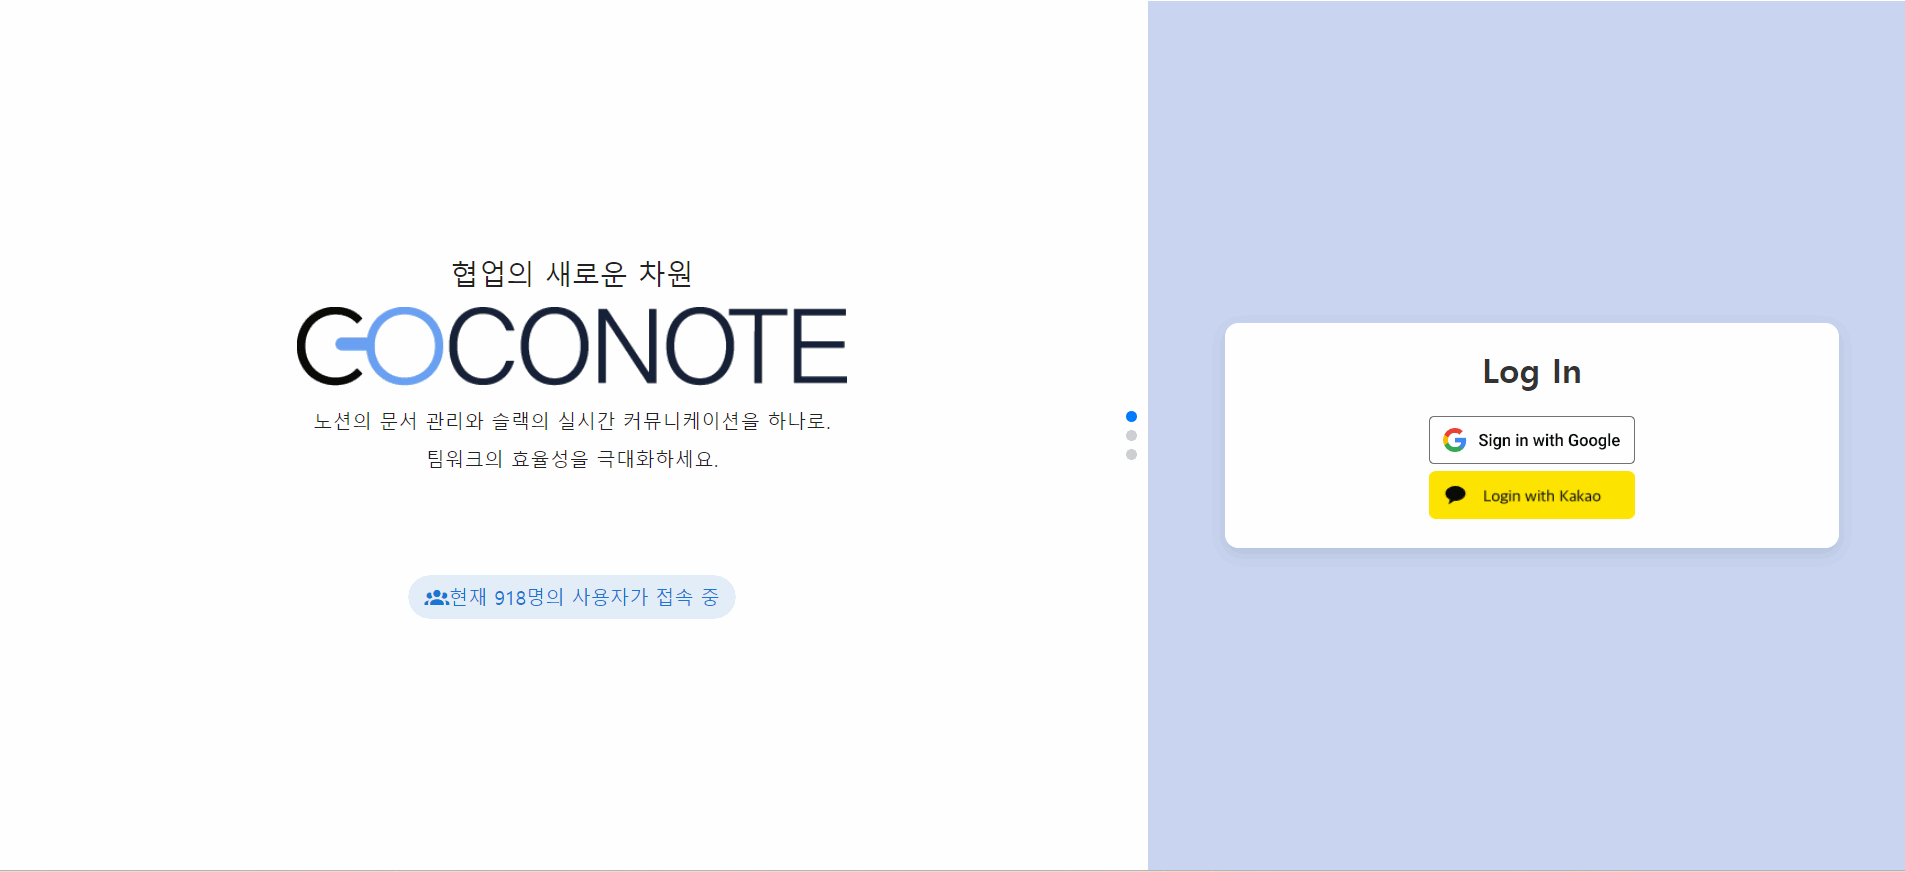 협업의 새로운 차원
COCONOTE
노션의 문서 관리와 슬랙의 실시간 커뮤니케이션을 하나로.
팀워크의 효율성을 극대화하세요.
현재 918명의 사용자가 접속 중
Log In
Sign in with Google
Login with Kakao